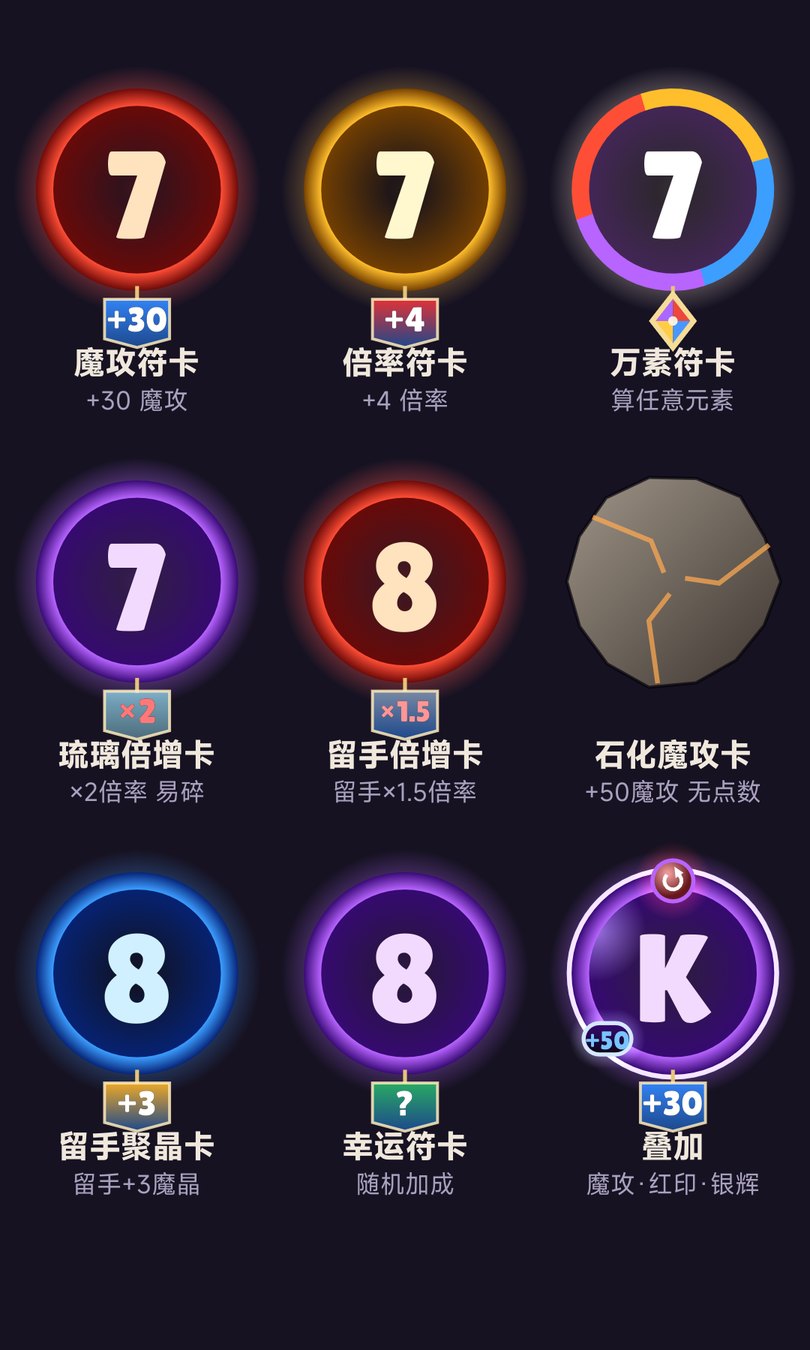 7
7
7
+30
+4
魔攻符卡
倍率符卡
万素符卡
+30 魔攻
+4 倍率
算任意元素
7
8
×2
×1.5
琉璃倍增卡
留手倍增卡
石化魔攻卡
×2倍率 易碎
留手×1.5倍率
+50魔攻 无点数
8
8
K
+50
+3
?
+30
留手聚晶卡
幸运符卡
叠加
留手+3魔晶
随机加成
魔攻·红印·银辉